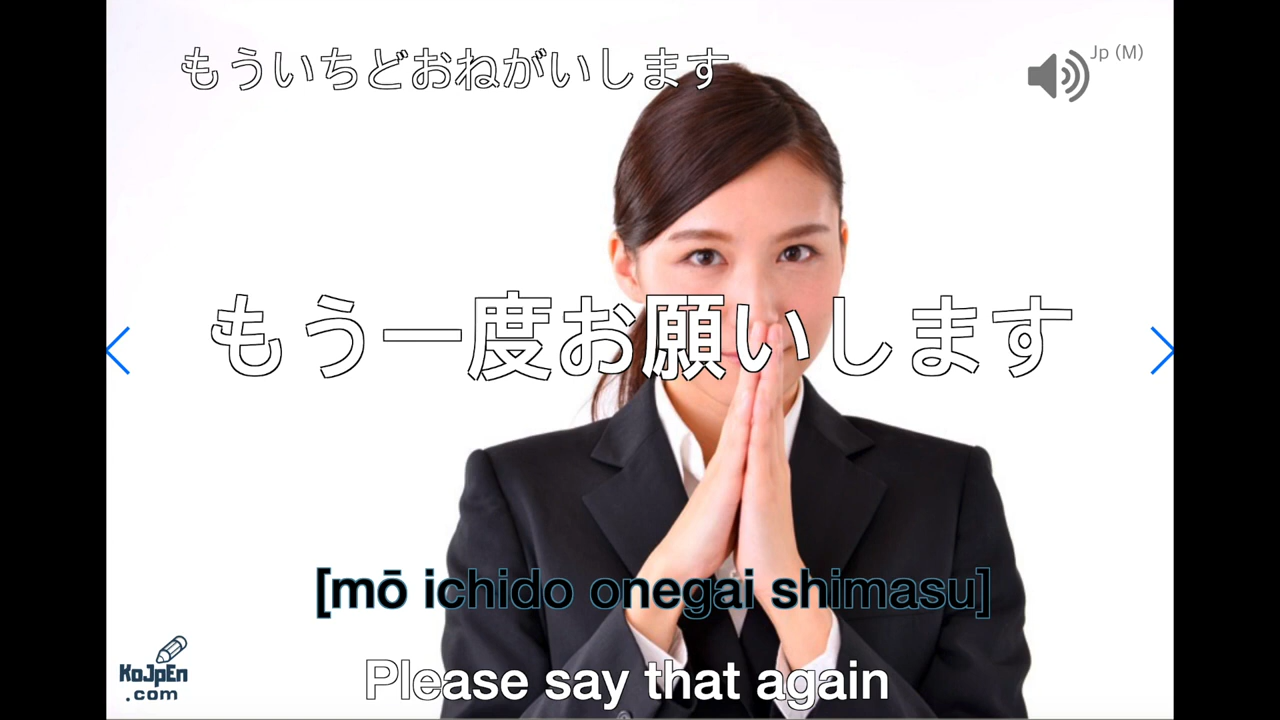 もういちどおねがいします
Jp (M)
もう一度お願いします
[mō ichido onegai shimasu]
Please say that again
KoJpEn
.com